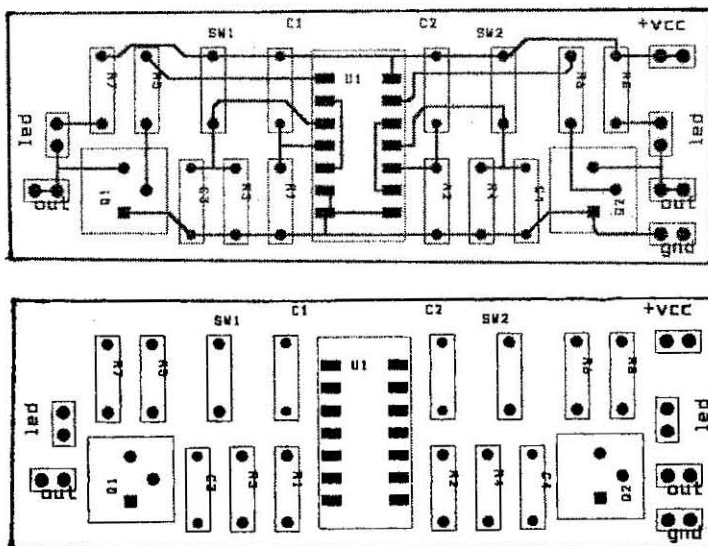 SW1 C1 C2 SW2 +VCC
R7 R5 U1 R6 R8
led led
out Q1 C3 R3 R1 R2 R4 C4 Q2 out
gnd
SW1 C1 C2 SW2 +VCC
R7 R5 U1 R6 R8
led led
out Q1 C3 R3 R1 R2 R4 C4 Q2 out
gnd